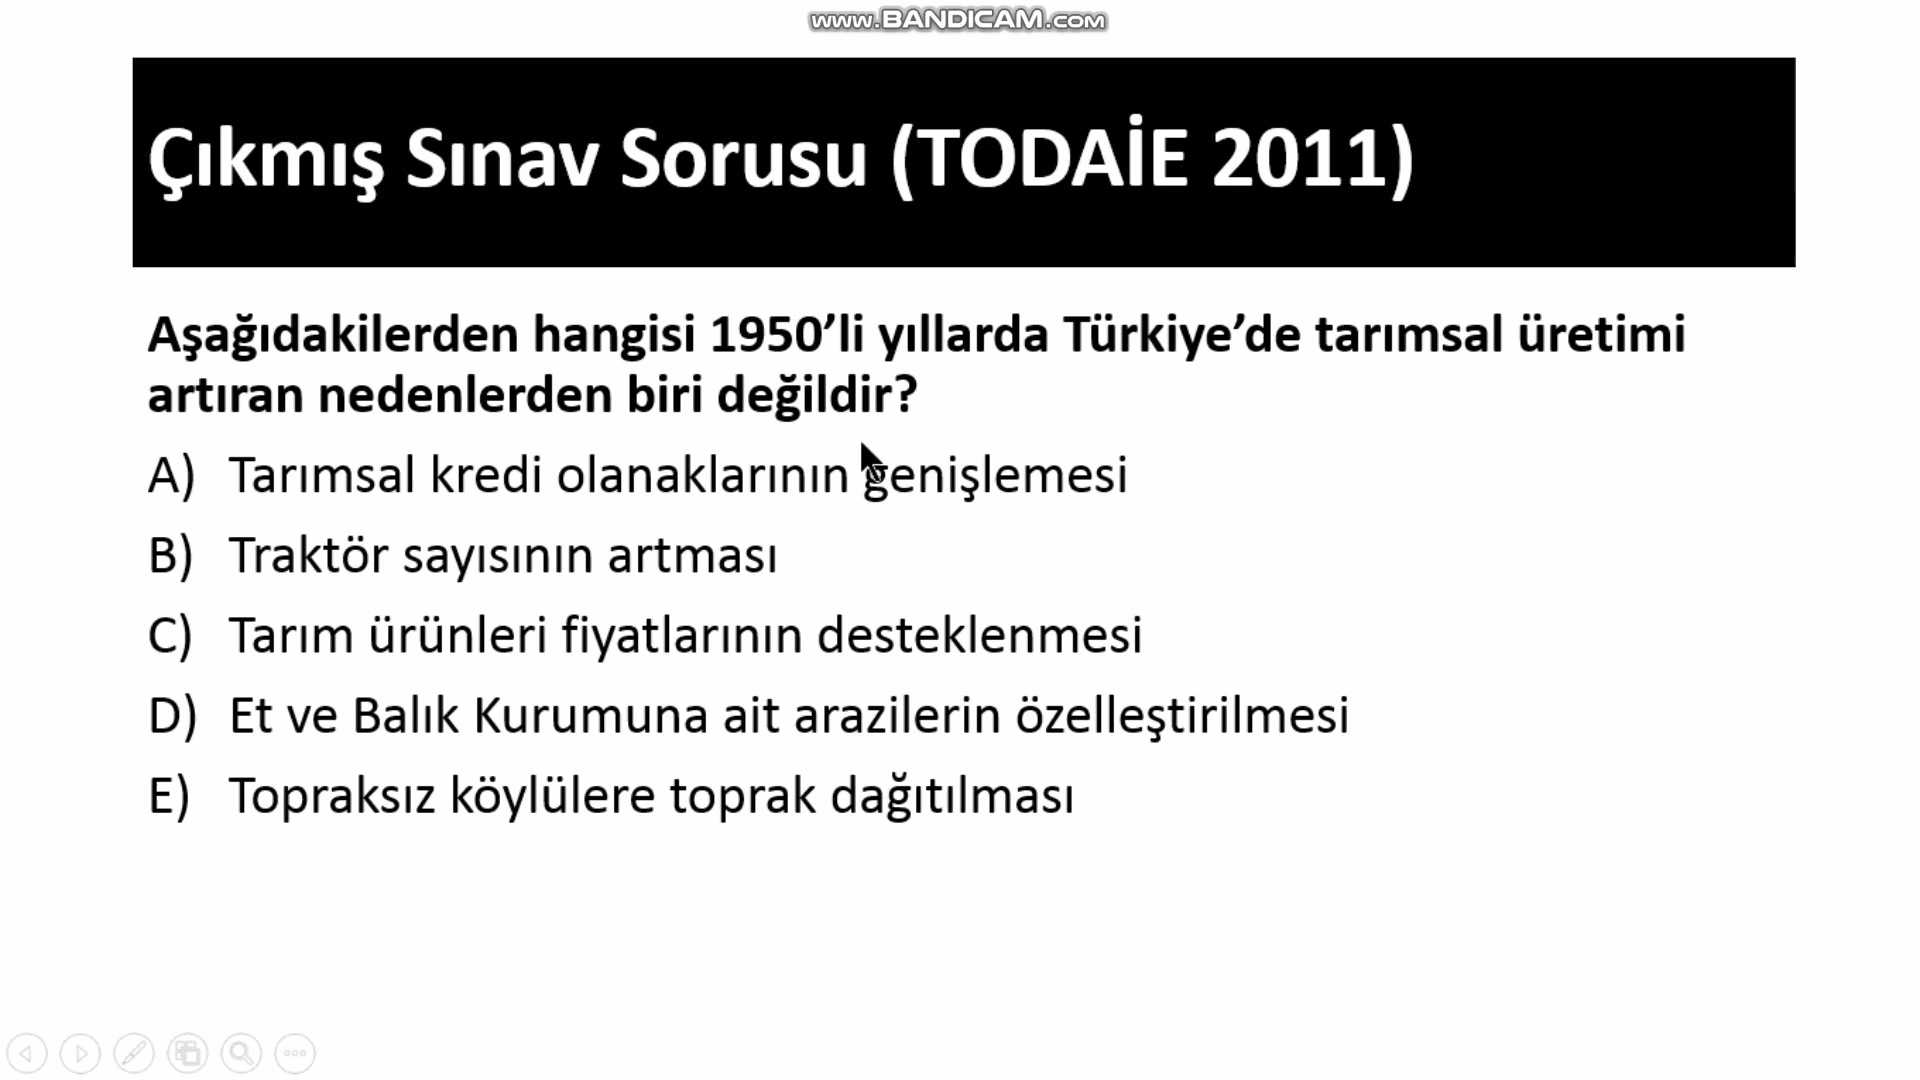 www.BANDICAM.com
Çıkmış Sınav Sorusu (TODAİE 2011)
Aşağıdakilerden hangisi 1950’li yıllarda Türkiye’de tarımsal üretimi
artıran nedenlerden biri değildir?
A) Tarımsal kredi olanaklarının genişlemesi
B) Traktör sayısının artması
C) Tarım ürünleri fiyatlarının desteklenmesi
D) Et ve Balık Kurumuna ait arazilerin özelleştirilmesi
E) Topraksız köylülere toprak dağıtılması